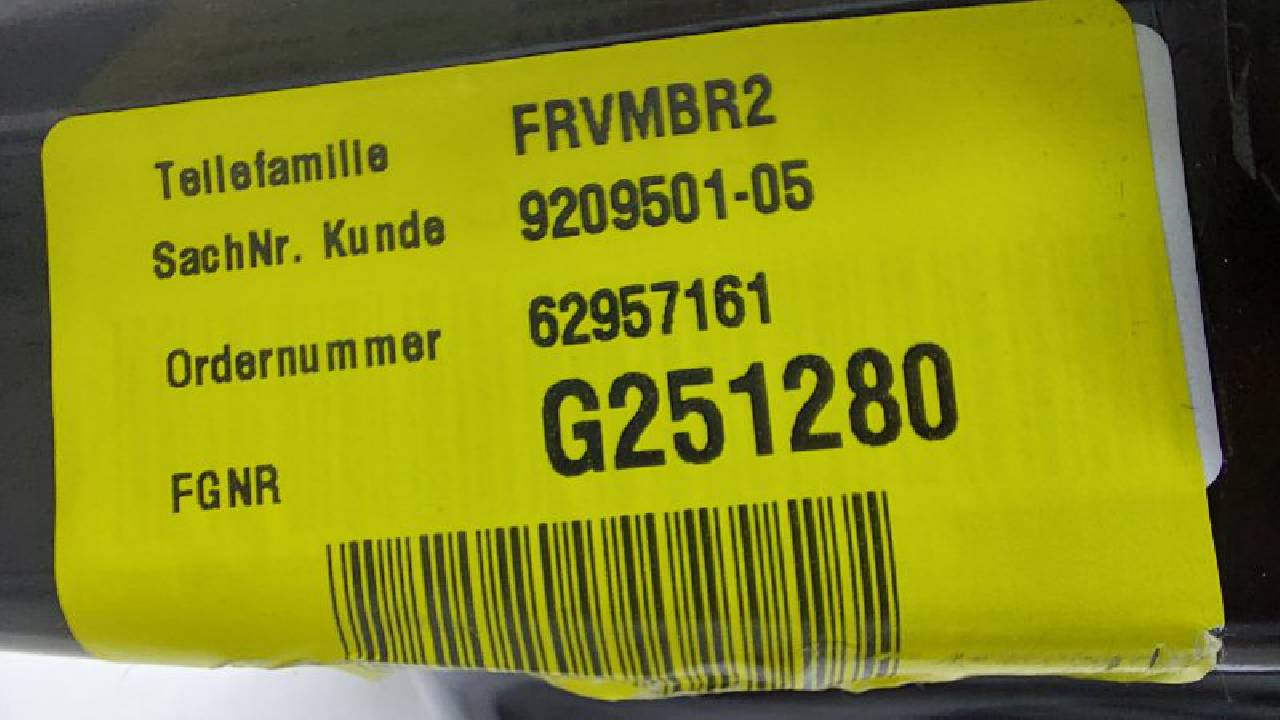 Teilefamilie FRVMBR2
SachNr. Kunde 9209501-05
Ordernummer 62957161
FGNR G251280